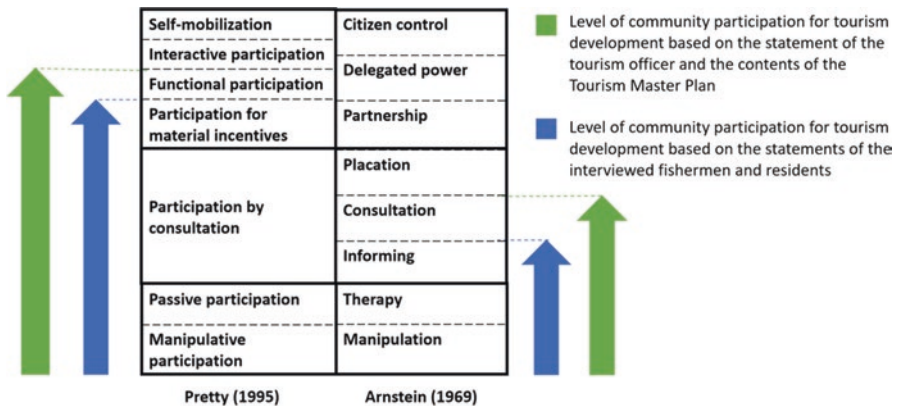 Self-mobilization
Interactive participation
Functional participation
Participation for
material incentives
Participation by
consultation
Passive participation
Manipulative
participation
Pretty (1995)
Citizen control
Delegated power
Partnership
Placation
Consultation
Informing
Therapy
Manipulation
Arnstein (1969)
Level of community participation for tourism
development based on the statement of the
tourism officer and the contents of the
Tourism Master Plan
Level of community participation for tourism
development based on the statements of the
interviewed fishermen and residents